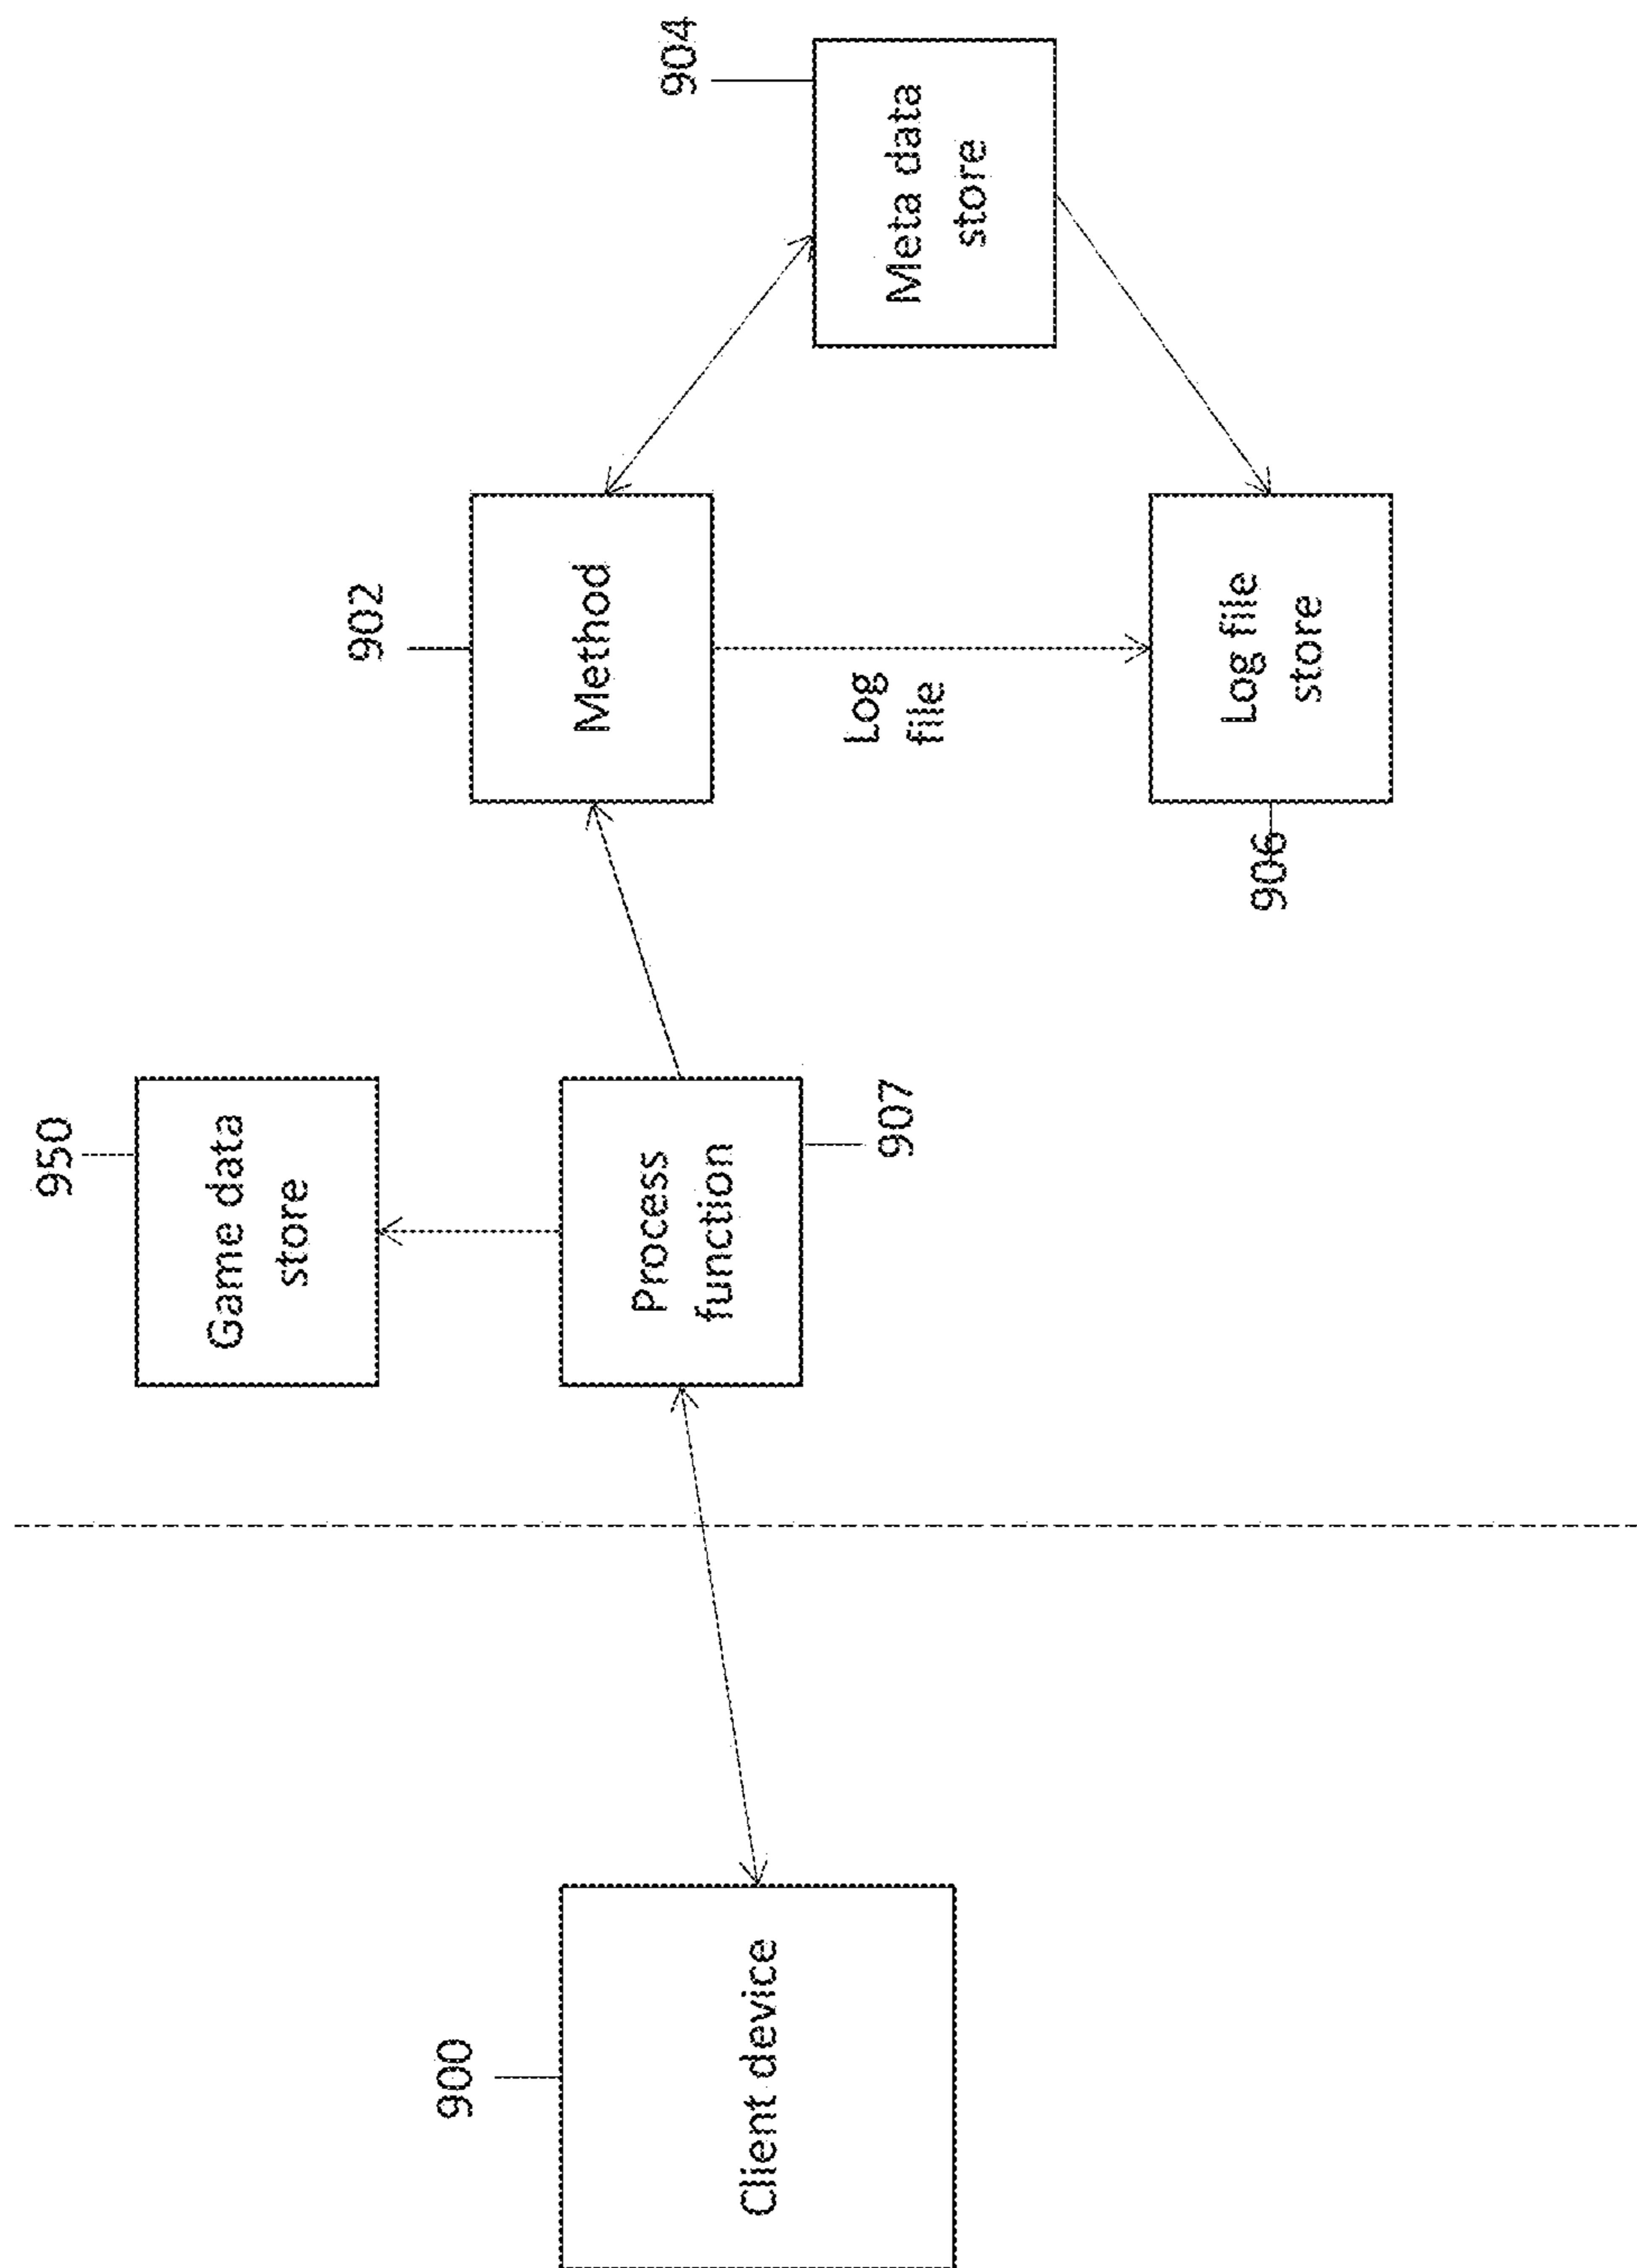 900
Client device
950
Game data
store
Process
function
907
902
Method
Log
file
Log file
store
906
904
Meta data
store